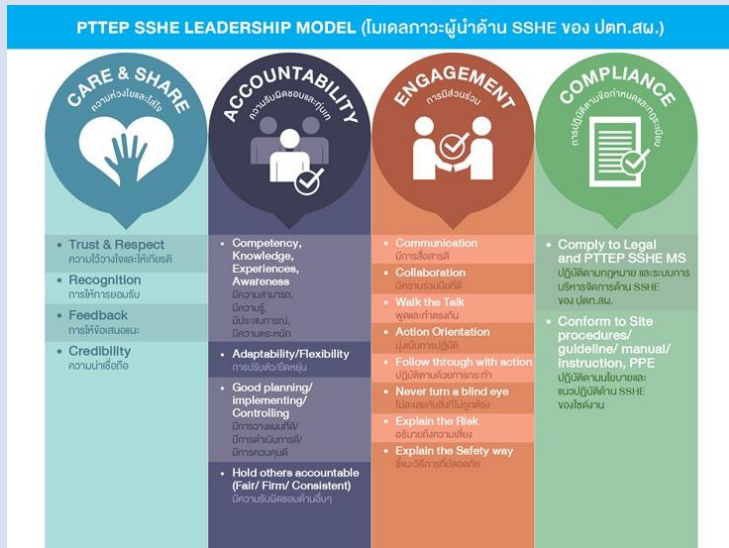 PTTEP SSHE LEADERSHIP MODEL (โมเดลภาวะผู้นำด้าน SSHE ของ ปตท.สผ.)
CARE & SHARE
ความห่วงใยและใส่ใจ
• Trust & Respect
ความไว้วางใจและให้เกียรติ
• Recognition
การให้การยอมรับ
• Feedback
การให้ข้อเสนอแนะ
• Credibility
ความน่าเชื่อถือ
ACCOUNTABILITY
ความรับผิดชอบและทุ่มเท
• Competency,
Knowledge,
Experiences,
Awareness
มีความสามารถ,
มีความรู้,
มีประสบการณ์,
มีความตระหนัก
• Adaptability/Flexibility
การปรับตัว/ยืดหยุ่น
• Good planning/
implementing/
Controlling
มีการวางแผนที่ดี/
มีการดำเนินการดี/
มีการควบคุมดี
• Hold others accountable
(Fair/ Firm/ Consistent)
มีความรับผิดชอบด้านอื่นๆ
ENGAGEMENT
การมีส่วนร่วม
• Communication
มีการสื่อสารดี
• Collaboration
มีความร่วมมือที่ดี
• Walk the Talk
พูดและทำตรงกัน
• Action Orientation
มุ่งเน้นการปฏิบัติ
• Follow through with action
ปฏิบัติตามด้วยการกระทำ
• Never turn a blind eye
ไม่ละเลยกับสิ่งที่ไม่ถูกต้อง
• Explain the Risk
อธิบายถึงความเสี่ยง
• Explain the Safety way
ชี้แนะวิธีการที่ปลอดภัย
COMPLIANCE
การปฏิบัติตามข้อกำหนดและกฎระเบียบ
• Comply to Legal
and PTTEP SSHE MS
ปฏิบัติตามกฎหมาย และระบบการ
บริหารจัดการด้าน SSHE
ของ ปตท.สผ.
• Conform to Site
procedures/
guideline/ manual/
Instruction, PPE
ปฏิบัติตามนโยบายและ
แนวปฏิบัติด้าน SSHE
ของไซต์งาน